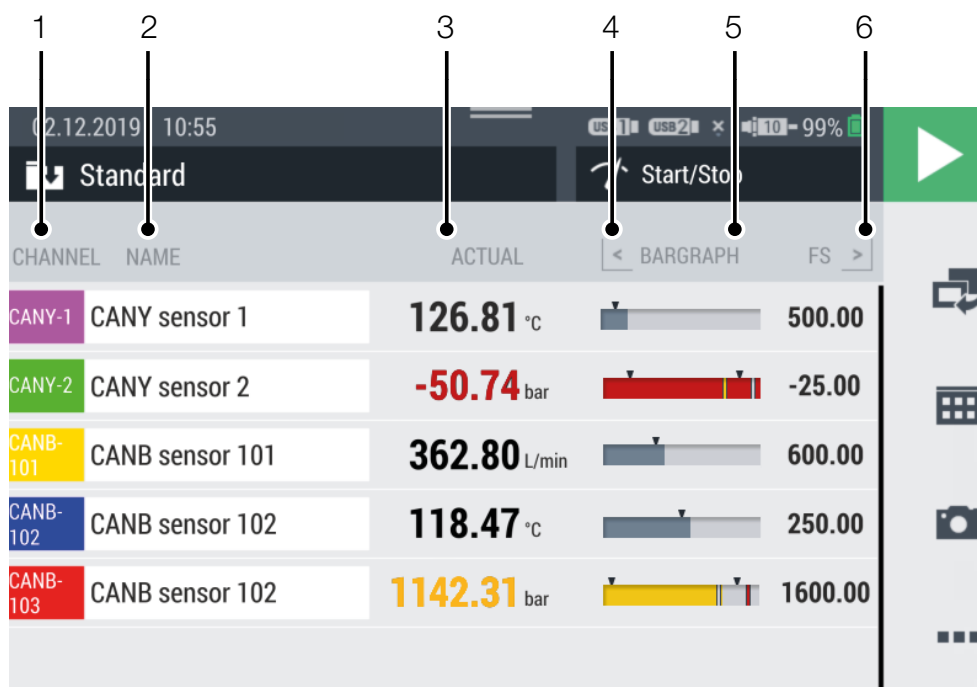 1 2 3 4 5 6
02.12.2019 10:55 USB1 USB2 10 99%
Standard Start/Stop
CHANNEL NAME ACTUAL < BARGRAPH FS >
CANY-1 CANY sensor 1 126.81 °C 500.00
CANY-2 CANY sensor 2 -50.74 bar -25.00
CANB-
101 CANB sensor 101 362.80 L/min 600.00
CANB-
102 CANB sensor 102 118.47 °C 250.00
CANB-
103 CANB sensor 102 1142.31 bar 1600.00